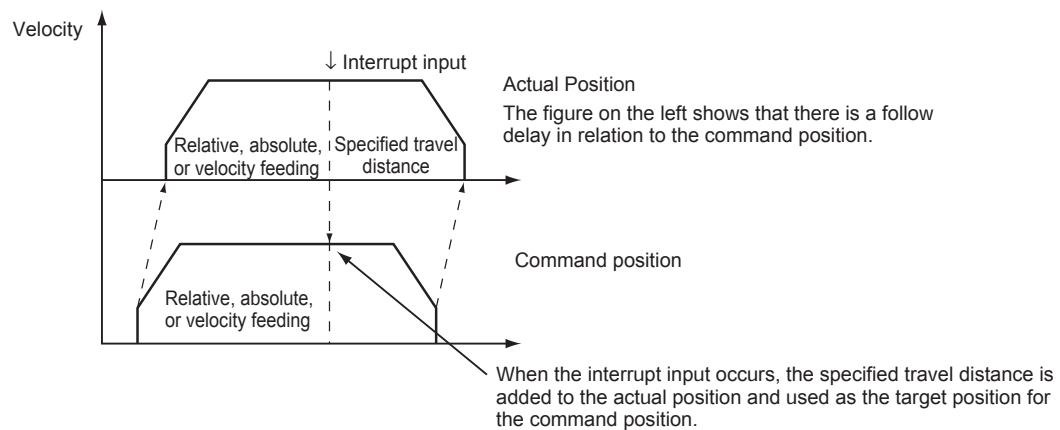 Velocity
↓ Interrupt input
Actual Position
The figure on the left shows that there is a follow
delay in relation to the command position.
Relative, absolute,
or velocity feeding
Specified travel
distance
Command position
Relative, absolute,
or velocity feeding
When the interrupt input occurs, the specified travel distance is
added to the actual position and used as the target position for
the command position.